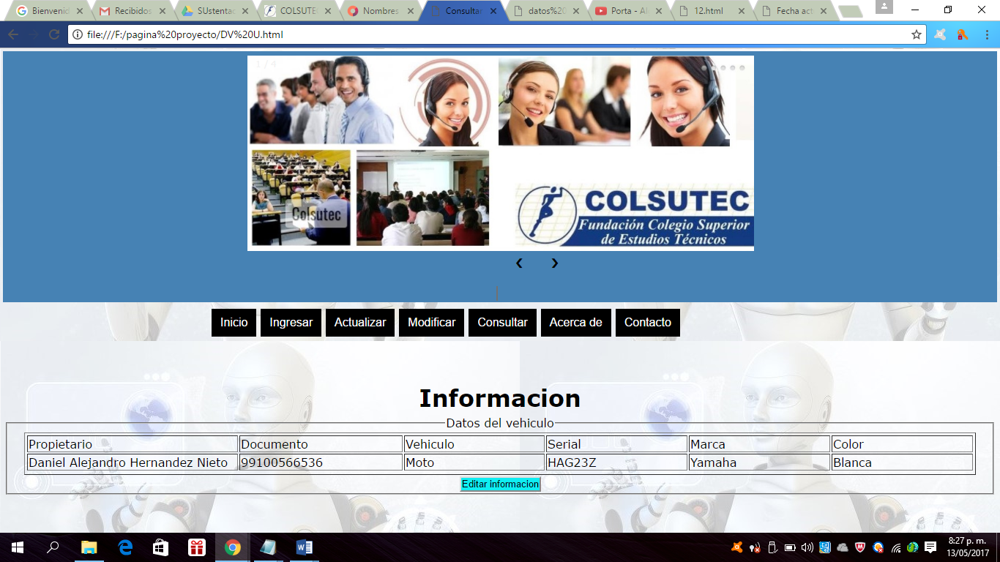 Bienvenid
Recibidos
SUstentac
COLSUTEC
Nombres
Consultar
datos%20
Porta - Al
12.html
Fecha act
file:///F:/pagina%20proyecto/DV%20U.html
1 / 4
Colsutec
COLSUTEC
Fundación Colegio Superior
de Estudios Técnicos
‹ ›
Inicio Ingresar Actualizar Modificar Consultar Acerca de Contacto
Informacion
Datos del vehiculo
Propietario Documento Vehiculo Serial Marca Color
Daniel Alejandro Hernandez Nieto 99100566536 Moto HAG23Z Yamaha Blanca
Editar informacion
8:27 p. m.
13/05/2017